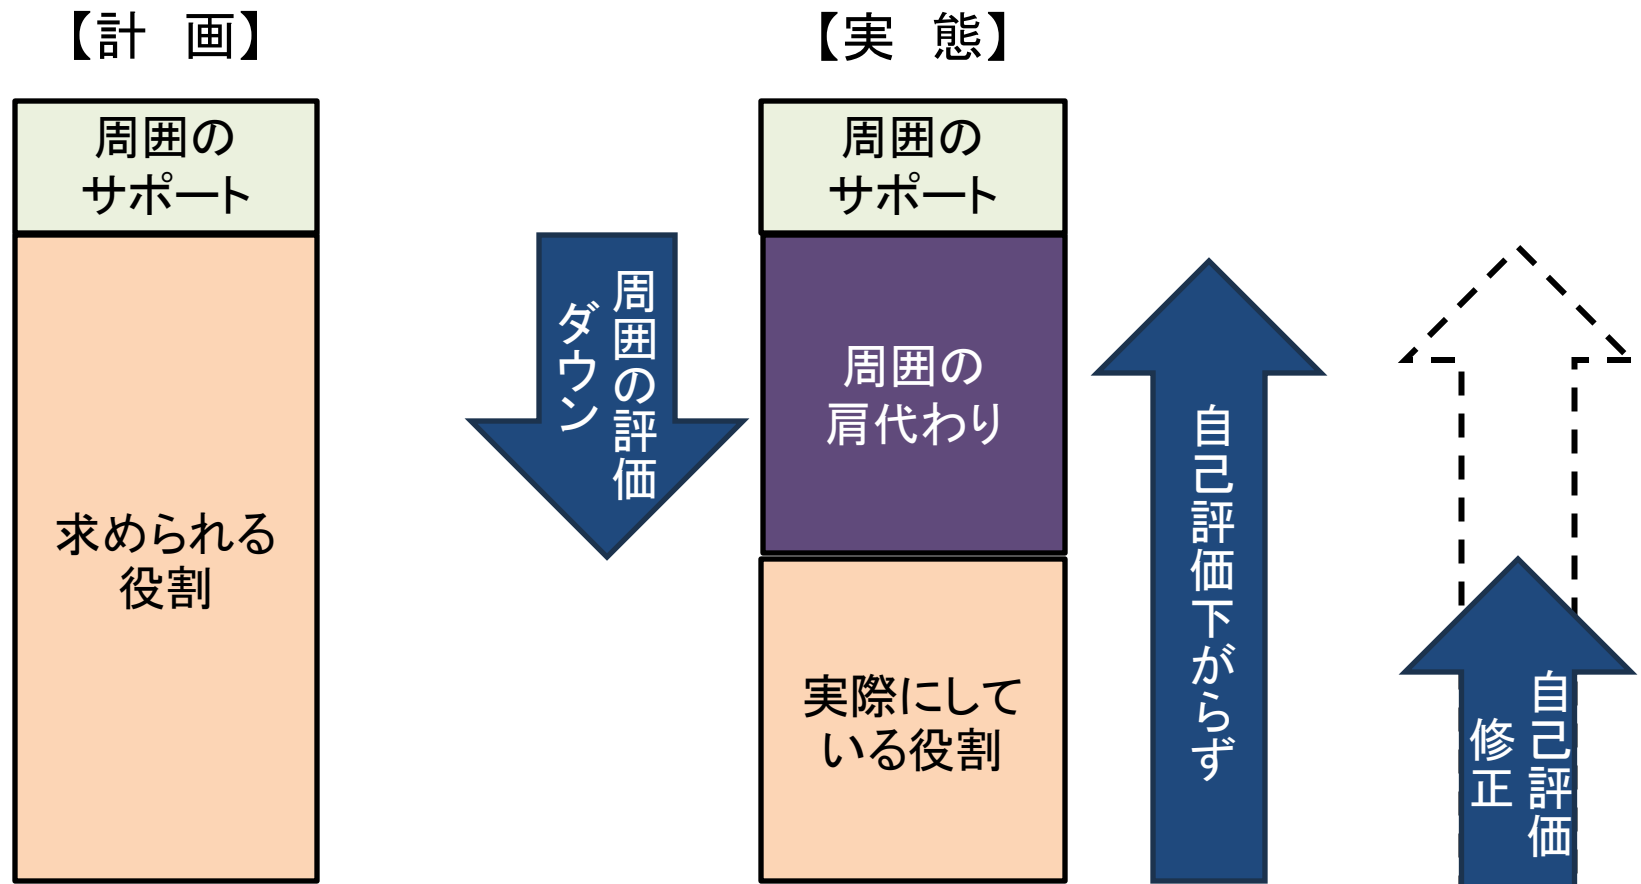 【計　画】
周囲の
サポート
求められる
役割
周囲の評価
ダウン
【実　態】
周囲の
サポート
周囲の
肩代わり
実際にして
いる役割
自己評価下がらず
自己評価
修正